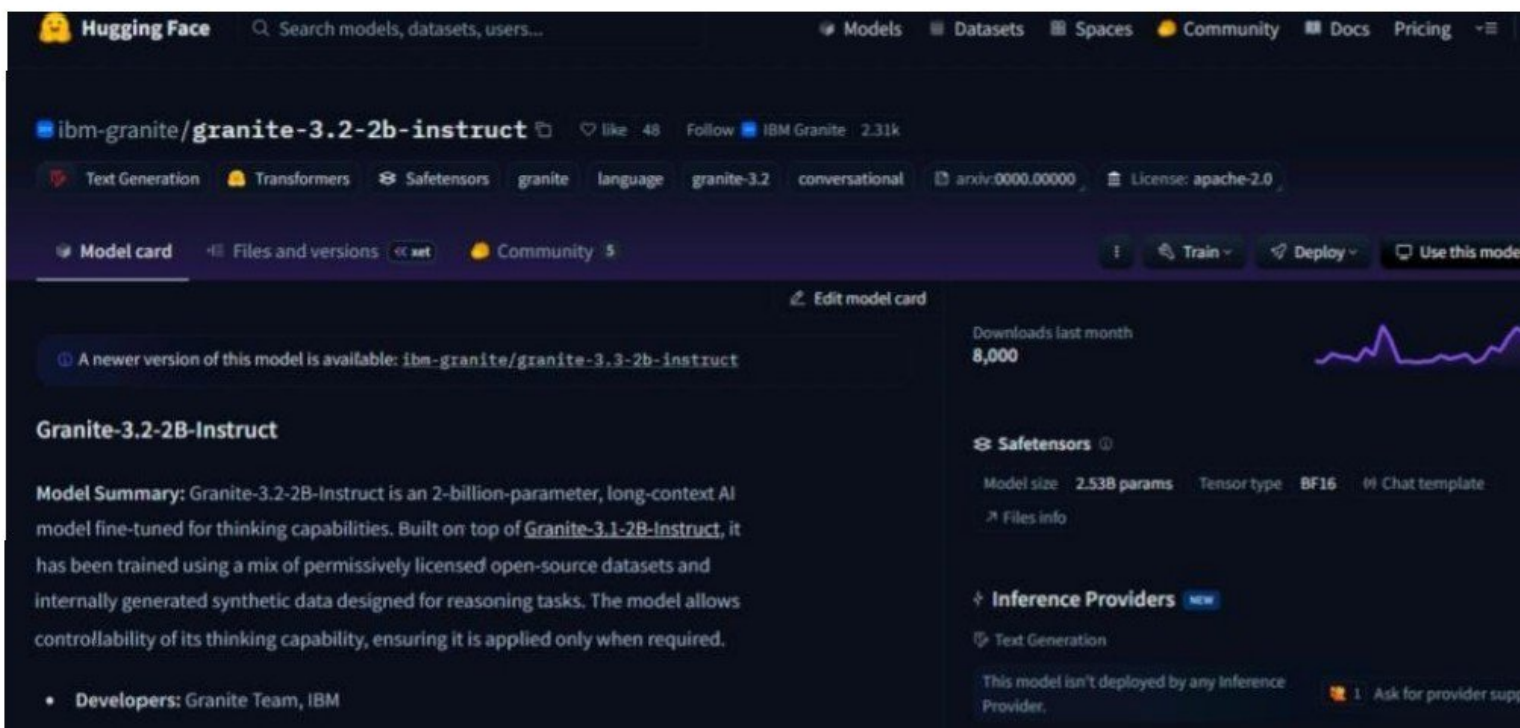 Hugging Face Search models, datasets, users... Models Datasets Spaces Community Docs Pricing
ibm-granite/granite-3.2-2b-instruct like 48 Follow IBM Granite 2.31k
Text Generation Transformers Safetensors granite language granite-3.2 conversational arxiv:0000.00000 License: apache-2.0
Model card Files and versions xet Community 5 Train Deploy Use this mode
Edit model card
A newer version of this model is available: ibm-granite/granite-3.3-2b-instruct
Downloads last month
8,000
Granite-3.2-2B-Instruct
Model Summary: Granite-3.2-2B-Instruct is an 2-billion-parameter, long-context AI
model fine-tuned for thinking capabilities. Built on top of Granite-3.1-2B-Instruct, it
has been trained using a mix of permissively licensed open-source datasets and
internally generated synthetic data designed for reasoning tasks. The model allows
controllability of its thinking capability, ensuring it is applied only when required.
• Developers: Granite Team, IBM
Safetensors
Model size 2.53B params Tensor type BF16 Chat template
Files info
Inference Providers NEW
Text Generation
This model isn't deployed by any Inference
Provider.
1 Ask for provider supp